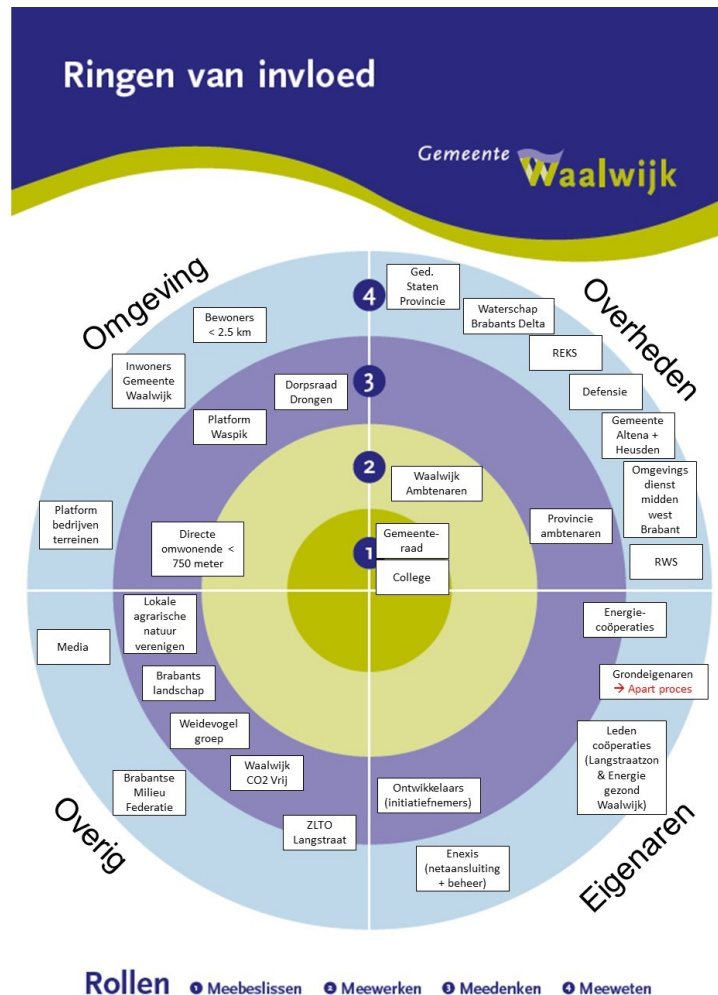 Ringen van invloed
Gemeente
Waalwijk
Omgeving
Overheden
4
Ged.
Staten
Provincie
Bewoners
< 2.5 km
Waterschap
Brabants Delta
REKS
Inwoners
Gemeente
Waalwijk
3
Dorpsraad
Drongen
Defensie
Platform
Waspik
Gemeente
Altena +
Heusden
2
Waalwijk
Ambtenaren
Omgevings
dienst
midden
west
Brabant
Platform
bedrijven
terreinen
Directe
omwonende <
750 meter
1
Gemeente-
raad
Provincie
ambtenaren
College
RWS
Lokale
agrarische
natuur
verenigen
Energie-
coöperaties
Media
Brabants
landschap
Grondeigenaren
→ Apart proces
Weidevogel
groep
Leden
coöperaties
(Langstraatzon
& Energie
gezond
Waalwijk)
Waalwijk
CO2 Vrij
Brabantse
Milieu
Federatie
Ontwikkelaars
(initiatiefnemers)
ZLTO
Langstraat
Enexis
(netaansluiting
+ beheer)
Overig
Eigenaren
Rollen 1 Meebeslissen 2 Meewerken 3 Meedenken 4 Meeweten